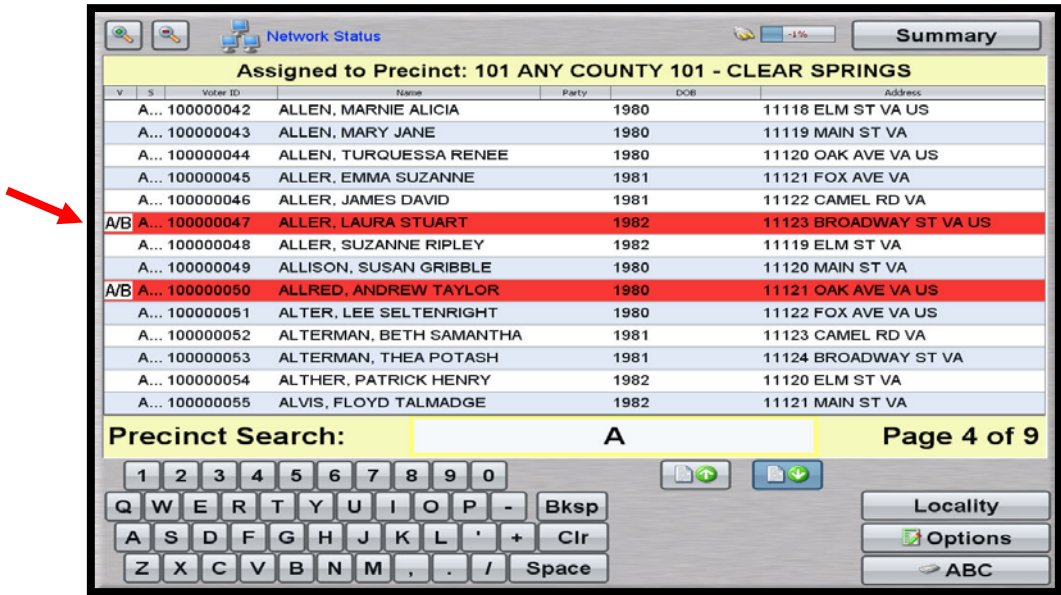 Network Status -1% Summary
Assigned to Precinct: 101 ANY COUNTY 101 - CLEAR SPRINGS
V S Voter ID Name Party DOB Address
A... 100000042 ALLEN, MARNIE ALICIA 1980 11118 ELM ST VA US
A... 100000043 ALLEN, MARY JANE 1980 11119 MAIN ST VA
A... 100000044 ALLEN, TURQUESSA RENEE 1980 11120 OAK AVE VA US
A... 100000045 ALLER, EMMA SUZANNE 1981 11121 FOX AVE VA
A... 100000046 ALLER, JAMES DAVID 1981 11122 CAMEL RD VA
A/B A... 100000047 ALLER, LAURA STUART 1982 11123 BROADWAY ST VA US
A... 100000048 ALLER, SUZANNE RIPLEY 1982 11119 ELM ST VA
A... 100000049 ALLISON, SUSAN GRIBBLE 1980 11120 MAIN ST VA
A/B A... 100000050 ALLRED, ANDREW TAYLOR 1980 11121 OAK AVE VA US
A... 100000051 ALTER, LEE SELTENRIGHT 1980 11122 FOX AVE VA US
A... 100000052 ALTERMAN, BETH SAMANTHA 1981 11123 CAMEL RD VA
A... 100000053 ALTERMAN, THEA POTASH 1981 11124 BROADWAY ST VA
A... 100000054 ALTHER, PATRICK HENRY 1982 11120 ELM ST VA
A... 100000055 ALVIS, FLOYD TALMADGE 1982 11121 MAIN ST VA
Precinct Search: A Page 4 of 9
1 2 3 4 5 6 7 8 9 0
Q W E R T Y U I O P - Bksp Locality
A S D F G H J K L ' + Clr Options
Z X C V B N M , . / Space ABC